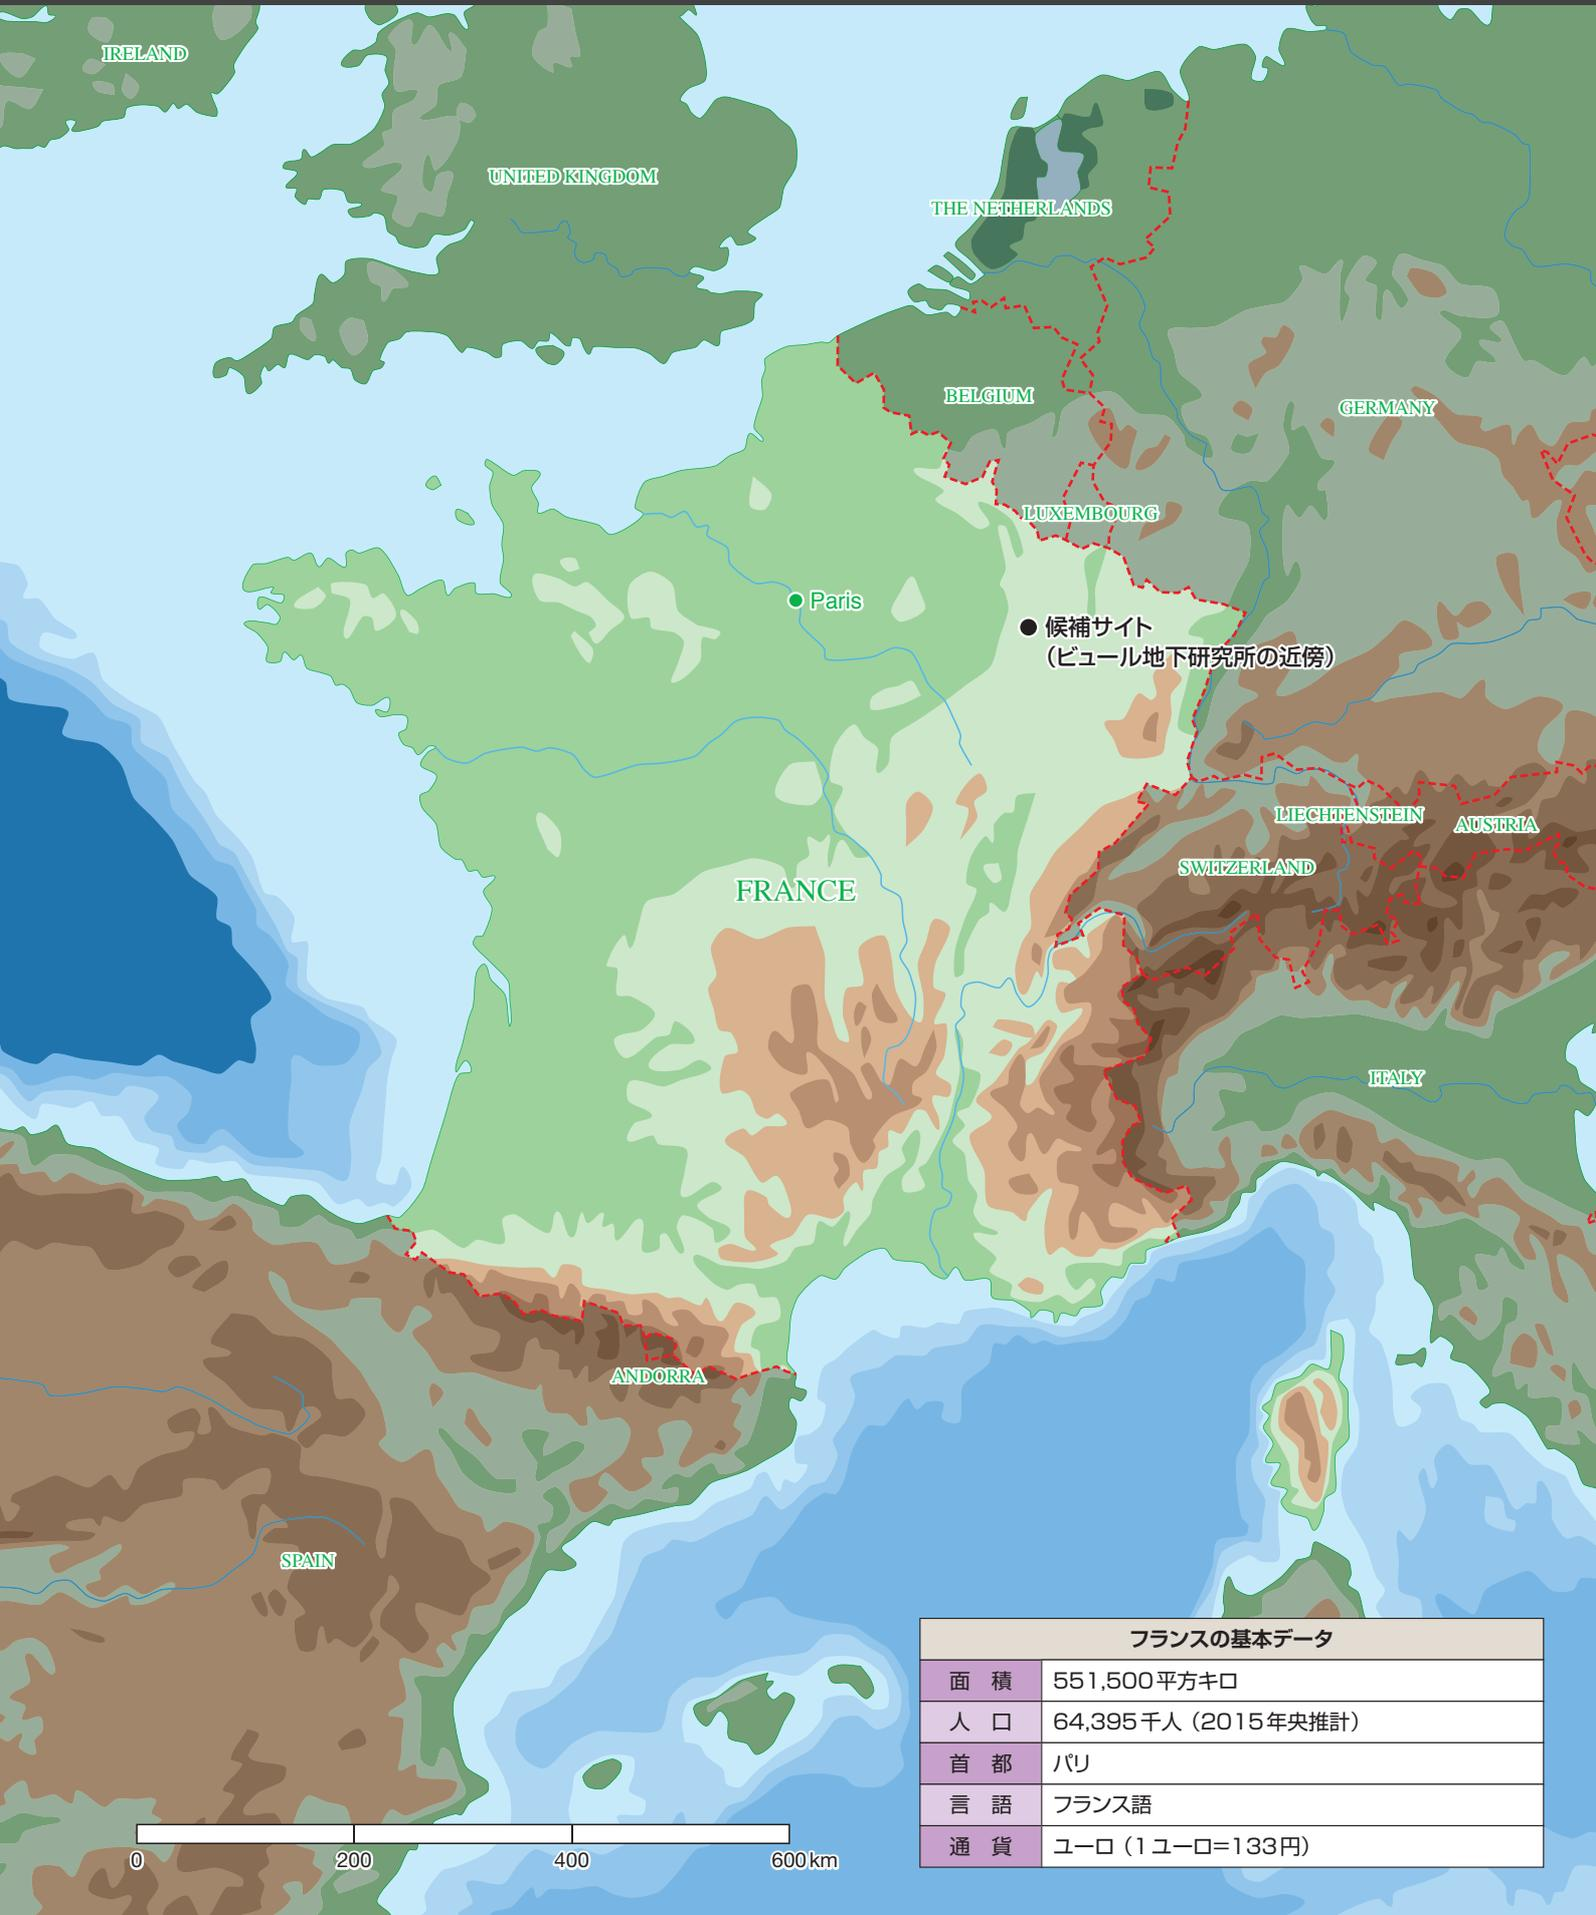 IRELAND
UNITED KINGDOM
THE NETHERLANDS
BELGIUM
GERMANY
LUXEMBOURG
Paris
候補サイト
（ビュール地下研究所の近傍）
LIECHTENSTEIN
AUSTRIA
SWITZERLAND
FRANCE
ITALY
ANDORRA
SPAIN
フランスの基本データ
面 積 551,500平方キロ
人 口 64,395千人（2015年央推計）
首 都 パリ
言 語 フランス語
通 貨 ユーロ（1ユーロ=133円）
0 200 400 600km